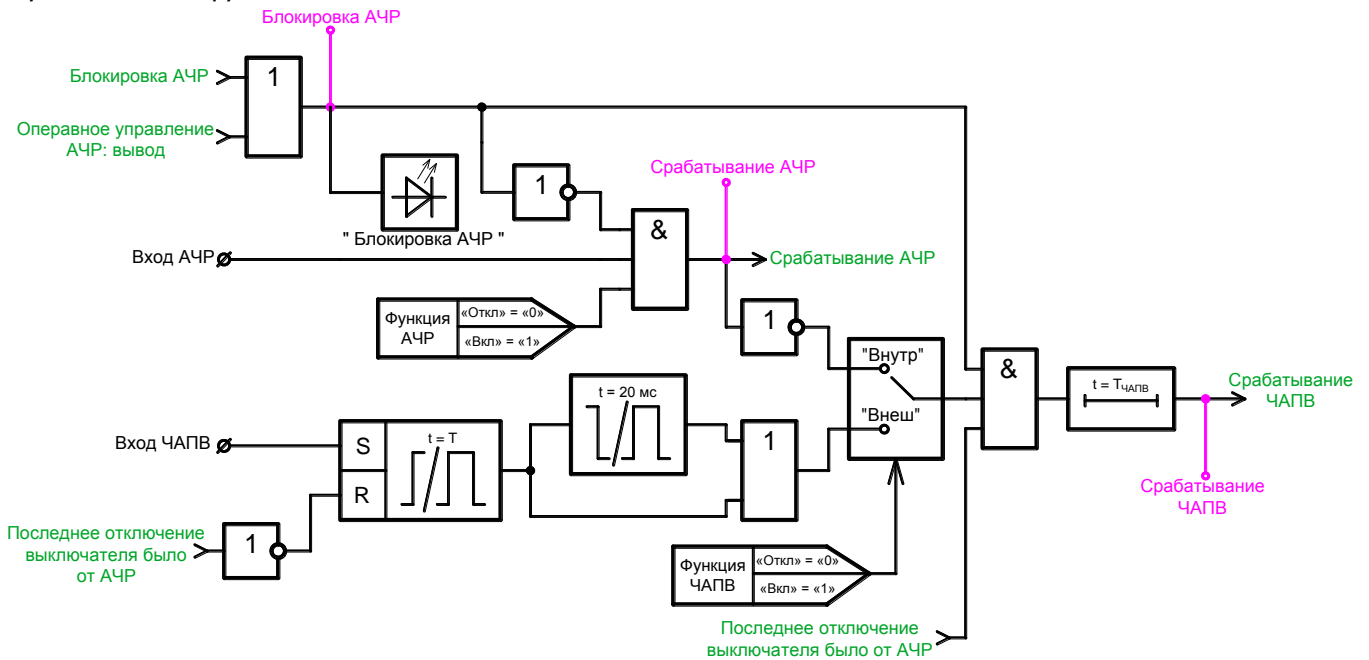 Блокировка АЧР
Блокировка АЧР
1
Операвное управление
АЧР: вывод
Срабатывание АЧР
1
" Блокировка АЧР "
&
Вход АЧР
Срабатывание АЧР
Функция
АЧР
«Откл» = «0»
«Вкл» = «1»
1
"Внутр"
"Внеш"
&
t = TЧАПВ
Срабатывание
ЧАПВ
t = 20 мс
Вход ЧАПВ
S
R
t = T
1
Срабатывание
ЧАПВ
Последнее отключение
выключателя было
от АЧР
1
Функция
ЧАПВ
«Откл» = «0»
«Вкл» = «1»
Последнее отключение
выключателя было от АЧР